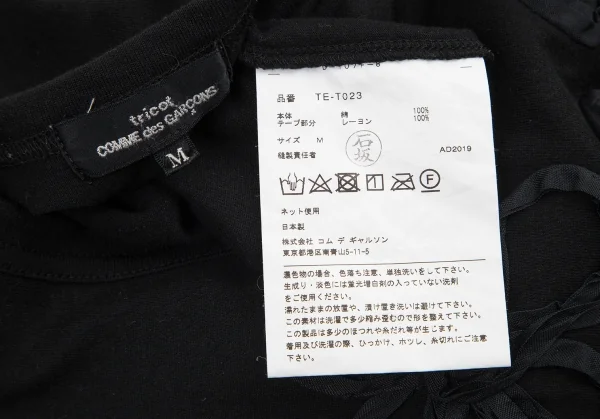 tricot
COMME des GARÇONS
M
品番 TE-T023
本体 綿 100%
テープ部分 レーヨン 100%
サイズ M
縫製責任者 石坂 AD2019
F
ネット使用
日本製
株式会社 コム デ ギャルソン
東京都港区南青山5-11-5
濃色物の場合、色落ち注意、単独洗いをして下さい。
生成り・淡色には蛍光増白剤の入っていない洗剤
をご使用ください。
濡れたままの放置や、漬け置き洗いは避けて下さい。
この素材は洗濯で多少縮み歪むので形を整えて下さい。
この製品は多少のほつれや糸だれ等が生じます。
着用及び洗濯の際、ひっかけ、ホツレ、糸切れにご注意
下さい。